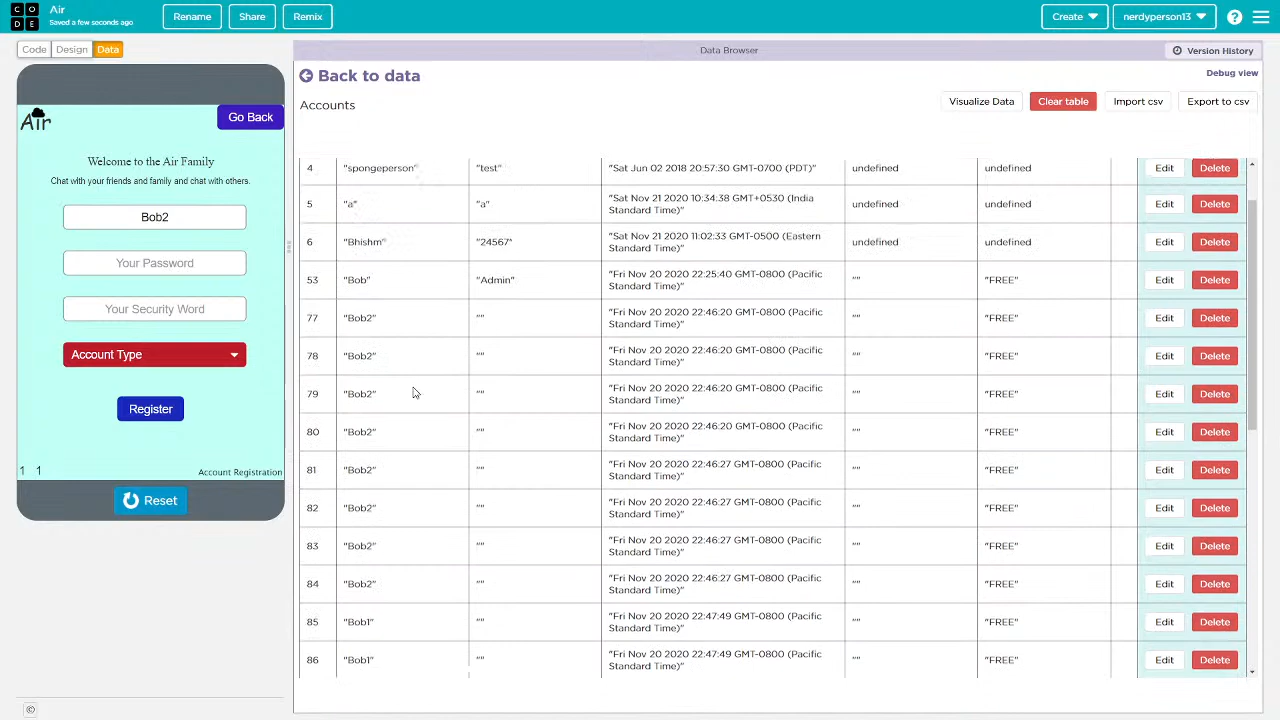 CODE
Air
Saved a few seconds ago
Rename
Share
Remix
Create
nerdyperson13
?
Code
Design
Data
Data Browser
Version History
Back to data
Debug view
Accounts
Visualize Data
Clear table
Import csv
Export to csv
Air
Go Back
Welcome to the Air Family
Chat with your friends and family and chat with others.
Bob2
Your Password
Your Security Word
Account Type
Register
1 1
Account Registration
Reset
4 "spongeperson" "test" "Sat Jun 02 2018 20:57:30 GMT-0700 (PDT)" undefined undefined Edit Delete
5 "a" "a" "Sat Nov 21 2020 10:34:38 GMT+0530 (India
Standard Time)" undefined undefined Edit Delete
6 "Bhishm" "24567" "Sat Nov 21 2020 11:02:33 GMT-0500 (Eastern
Standard Time)" undefined undefined Edit Delete
53 "Bob" "Admin" "Fri Nov 20 2020 22:25:40 GMT-0800 (Pacific
Standard Time)" "" "FREE" Edit Delete
77 "Bob2" "" "Fri Nov 20 2020 22:46:20 GMT-0800 (Pacific
Standard Time)" "" "FREE" Edit Delete
78 "Bob2" "" "Fri Nov 20 2020 22:46:20 GMT-0800 (Pacific
Standard Time)" "" "FREE" Edit Delete
79 "Bob2" "" "Fri Nov 20 2020 22:46:20 GMT-0800 (Pacific
Standard Time)" "" "FREE" Edit Delete
80 "Bob2" "" "Fri Nov 20 2020 22:46:20 GMT-0800 (Pacific
Standard Time)" "" "FREE" Edit Delete
81 "Bob2" "" "Fri Nov 20 2020 22:46:27 GMT-0800 (Pacific
Standard Time)" "" "FREE" Edit Delete
82 "Bob2" "" "Fri Nov 20 2020 22:46:27 GMT-0800 (Pacific
Standard Time)" "" "FREE" Edit Delete
83 "Bob2" "" "Fri Nov 20 2020 22:46:27 GMT-0800 (Pacific
Standard Time)" "" "FREE" Edit Delete
84 "Bob2" "" "Fri Nov 20 2020 22:46:27 GMT-0800 (Pacific
Standard Time)" "" "FREE" Edit Delete
85 "Bob1" "" "Fri Nov 20 2020 22:47:49 GMT-0800 (Pacific
Standard Time)" "" "FREE" Edit Delete
86 "Bob1" "" "Fri Nov 20 2020 22:47:49 GMT-0800 (Pacific
Standard Time)" "" "FREE" Edit Delete
©